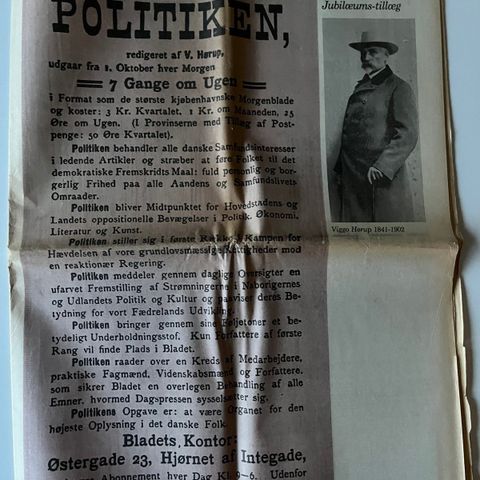 Jubilæums-tillæg
POLITIKEN,
redigeret af V. Hørup,
udgaar fra 1. Oktober hver Morgen
7 Gange om Ugen
i Format som de største kjøbenhavnske Morgenblade
og koster: 3 Kr. Kvartalet. 1 Kr. om Maaneden, 25
Øre om Ugen. (I Provinserne med Tillæg af Post-
penge: 50 Øre Kvartalet).
Politiken behandler alle danske Samfundsinteresser
i ledende Artikler og stræber at føre Folket til det
demokratiske Fremskridts Maal: fuld personlig og bor-
gerlig Frihed paa alle Aandens og Samfundslivets
Omraader.
Politiken bliver Midtpunktet for Hovedstadens og
Landets oppositionelle Bevægelser i Politik, Økonomi,
Literatur og Kunst.
Politiken stiller sig i første Række i Kampen for
Hævdelsen af vore grundlovsmæssige Rettigheder mod
en reaktionær Regering.
Politiken meddeler gennem daglige Oversigter en
ufarvet Fremstilling af Strømningerne i Naborigernes
og Udlandets Politik og Kultur og paaviser deres Be-
tydning for vort Fædrelands Udvikling.
Politiken bringer gennem sine Føljetoner et be-
tydeligt Underholdningsstof. Kun Forfattere af første
Rang vil finde Plads i Bladet.
Politiken raader over en Kreds af Medarbejdere,
praktiske Fagmænd, Videnskabsmænd og Forfattere,
som sikrer Bladet en overlegen Behandling af alle
Emner, hvormed Dagspressen sysselsætter sig.
Politikens Opgave er: at være Organet for den
højeste Oplysning i det danske Folk.
Bladets Kontor:
Østergade 23, Hjørnet af Integade,
Abonnement hver Dag Kl. 9–6. Udenfor
Viggo Hørup 1841-1902